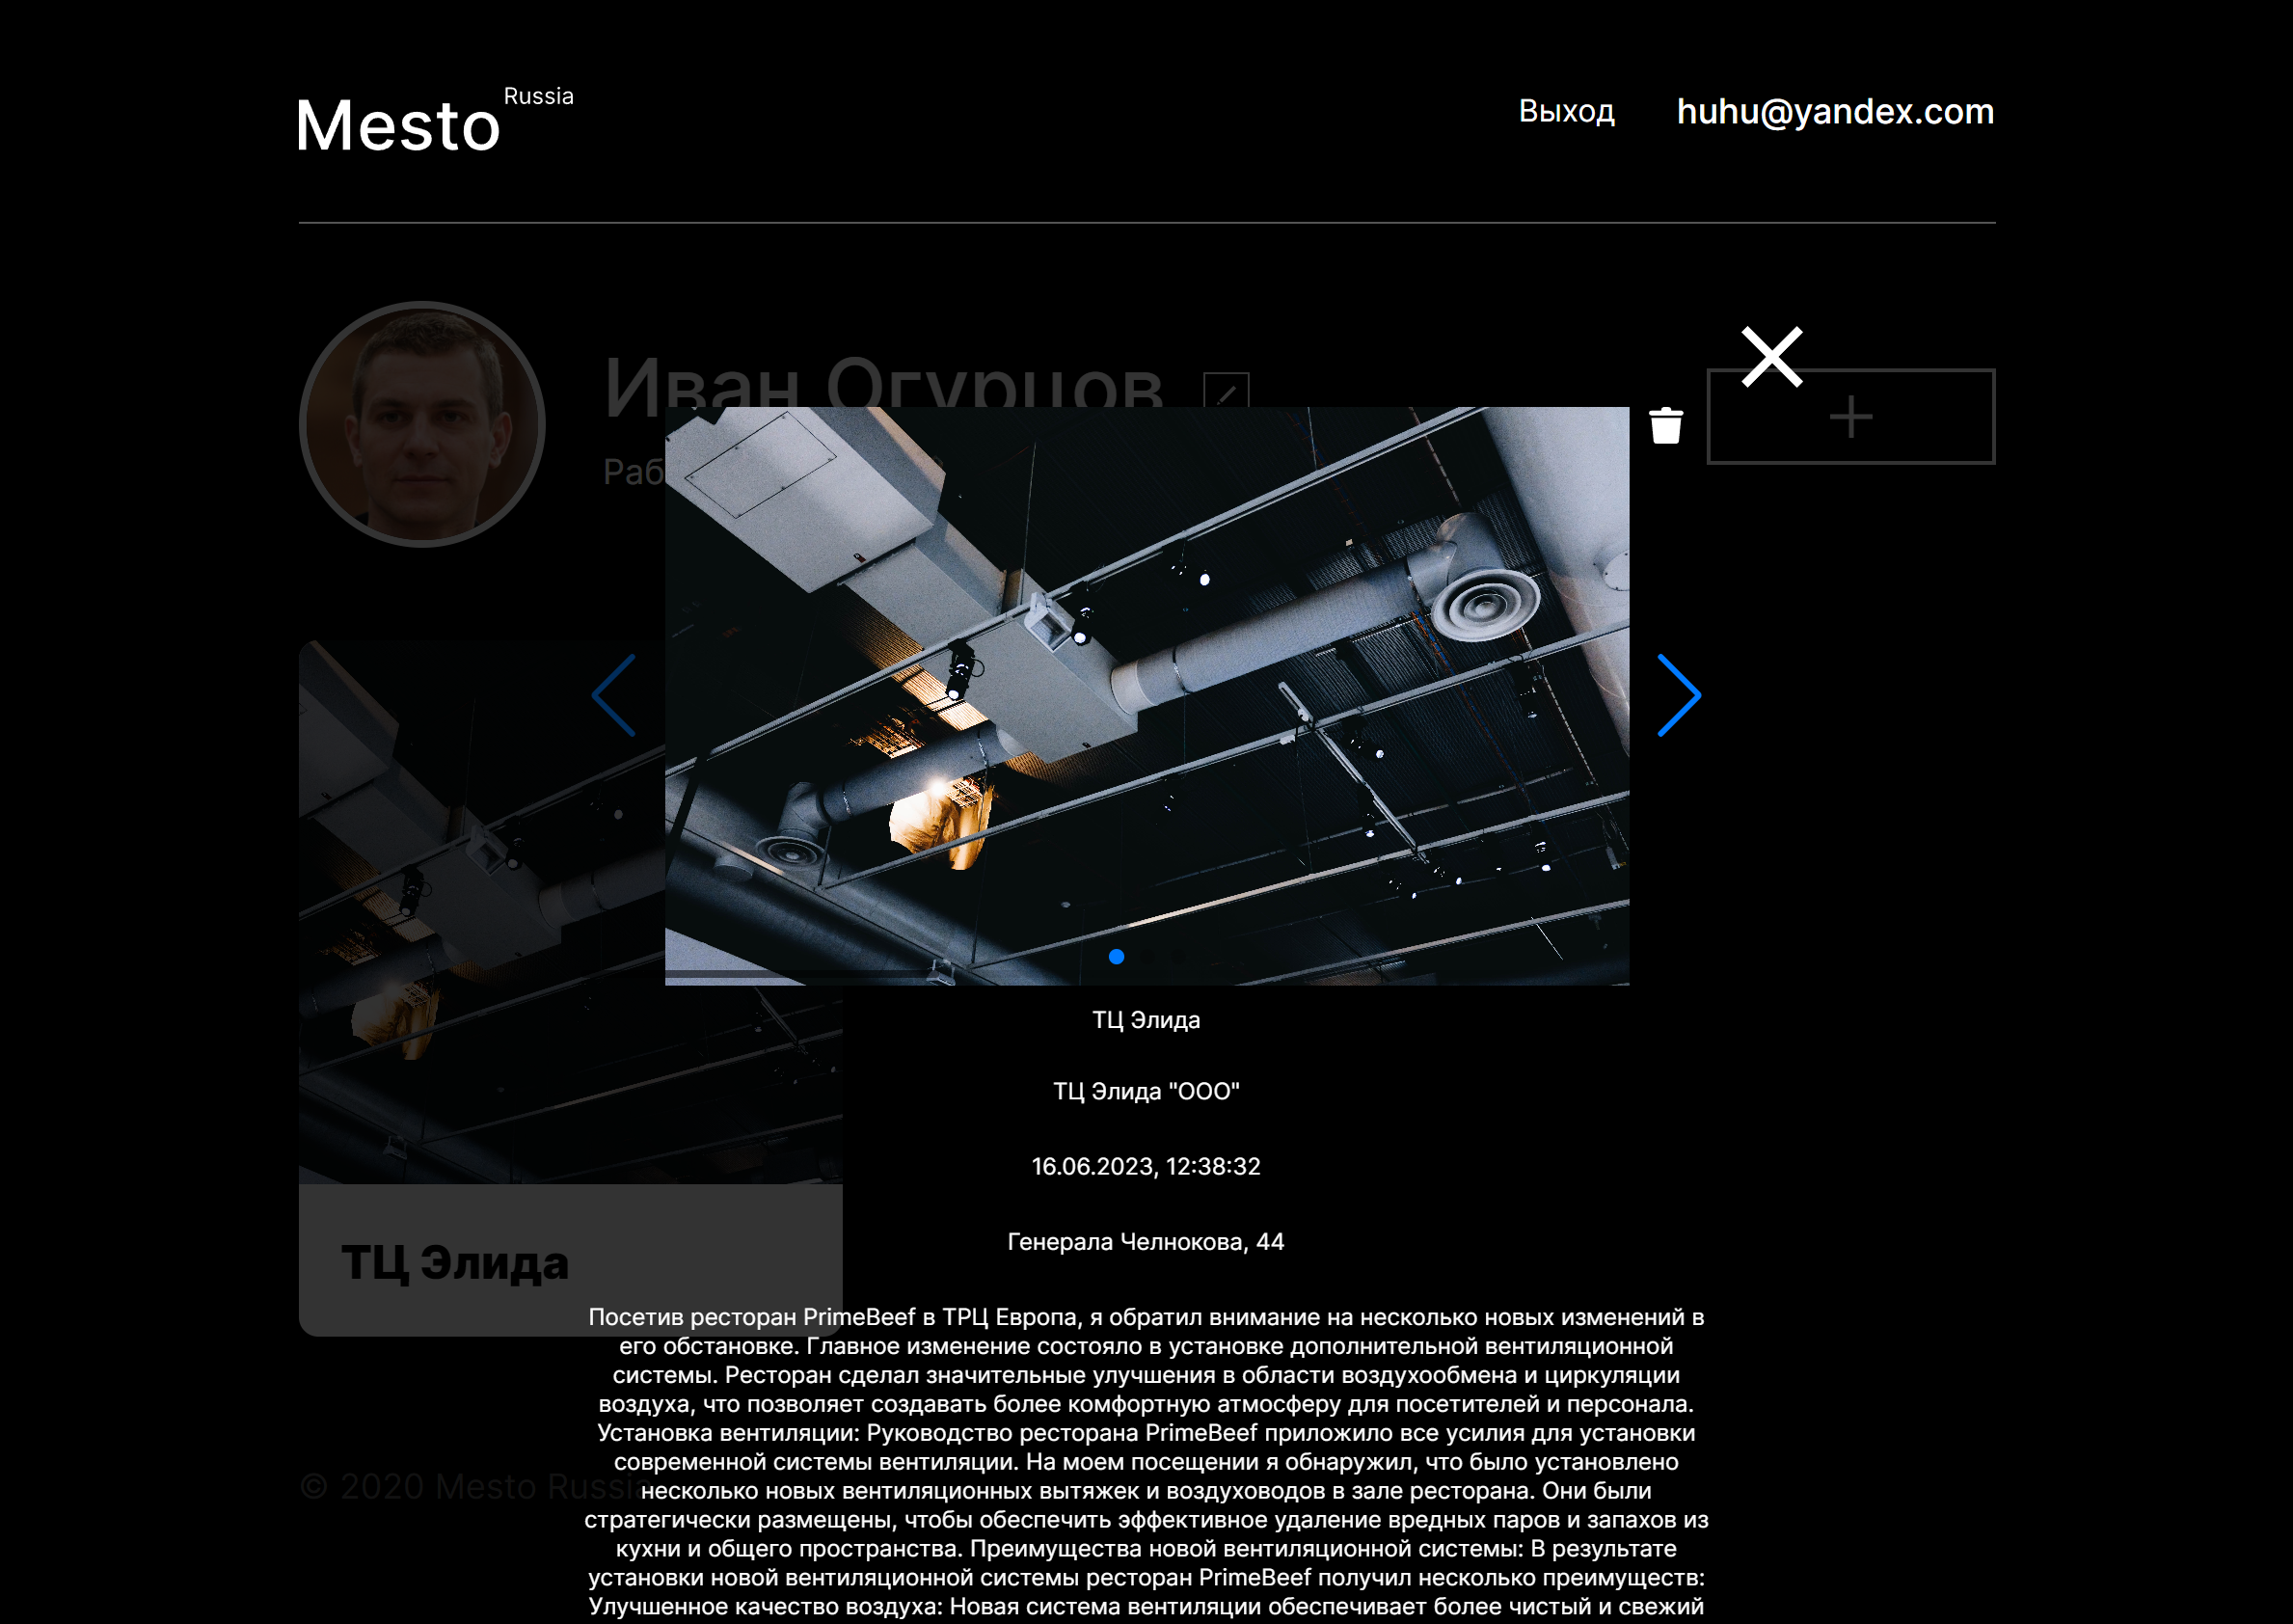 Mesto Russia
Выход huhu@yandex.com
Иван Огурцов
ТЦ Элида
ТЦ Элида "ООО"
16.06.2023, 12:38:32
Генерала Челнокова, 44
ТЦ Элида
Посетив ресторан PrimeBeef в ТРЦ Европа, я обратил внимание на несколько новых изменений в
его обстановке. Главное изменение состояло в установке дополнительной вентиляционной
системы. Ресторан сделал значительные улучшения в области воздухообмена и циркуляции
воздуха, что позволяет создавать более комфортную атмосферу для посетителей и персонала.
Установка вентиляции: Руководство ресторана PrimeBeef приложило все усилия для установки
современной системы вентиляции. На моем посещении я обнаружил, что было установлено
несколько новых вентиляционных вытяжек и воздуховодов в зале ресторана. Они были
стратегически размещены, чтобы обеспечить эффективное удаление вредных паров и запахов из
кухни и общего пространства. Преимущества новой вентиляционной системы: В результате
установки новой вентиляционной системы ресторан PrimeBeef получил несколько преимуществ:
Улучшенное качество воздуха: Новая система вентиляции обеспечивает более чистый и свежий
© 2020 Mesto Russia